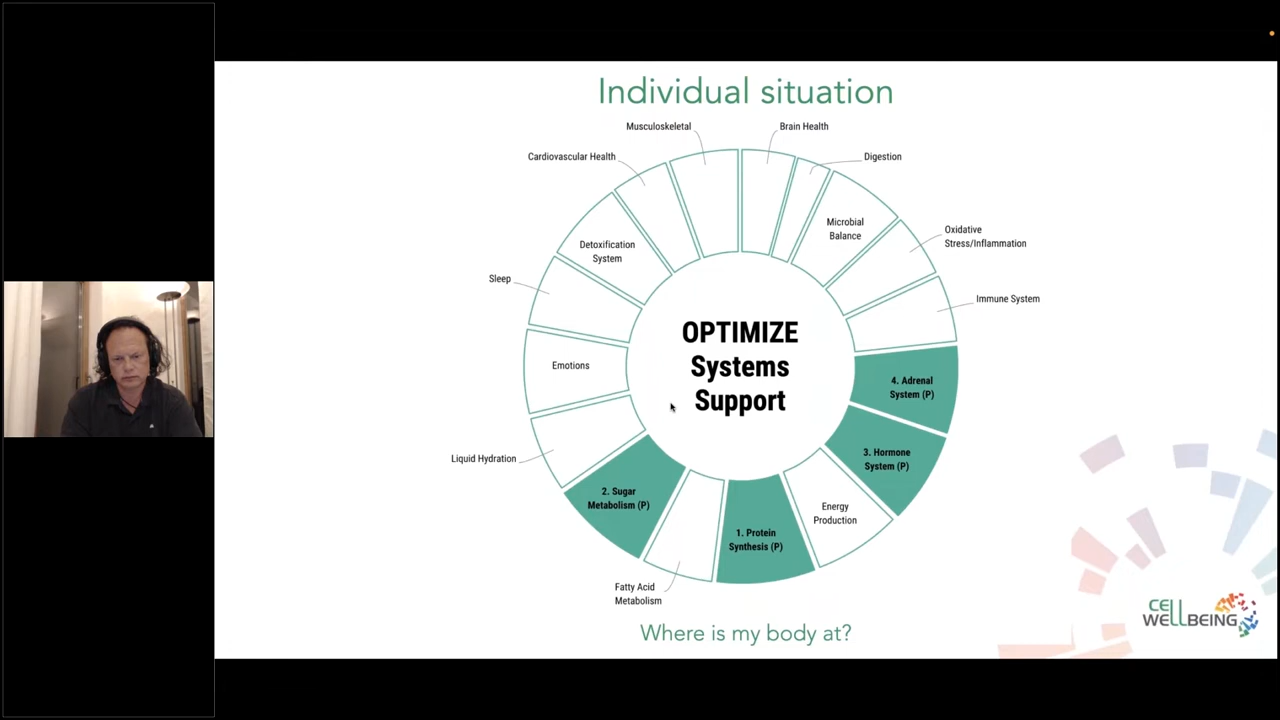 Individual situation
Musculoskeletal
Brain Health
Cardiovascular Health
Digestion
Microbial
Balance
Detoxification
System
Oxidative
Stress/Inflammation
Sleep
Immune System
OPTIMIZE
Systems
Support
Emotions
4. Adrenal
System (P)
Liquid Hydration
3. Hormone
System (P)
2. Sugar
Metabolism (P)
Energy
Production
1. Protein
Synthesis (P)
Fatty Acid
Metabolism
Where is my body at?
CELL
WELLBEING